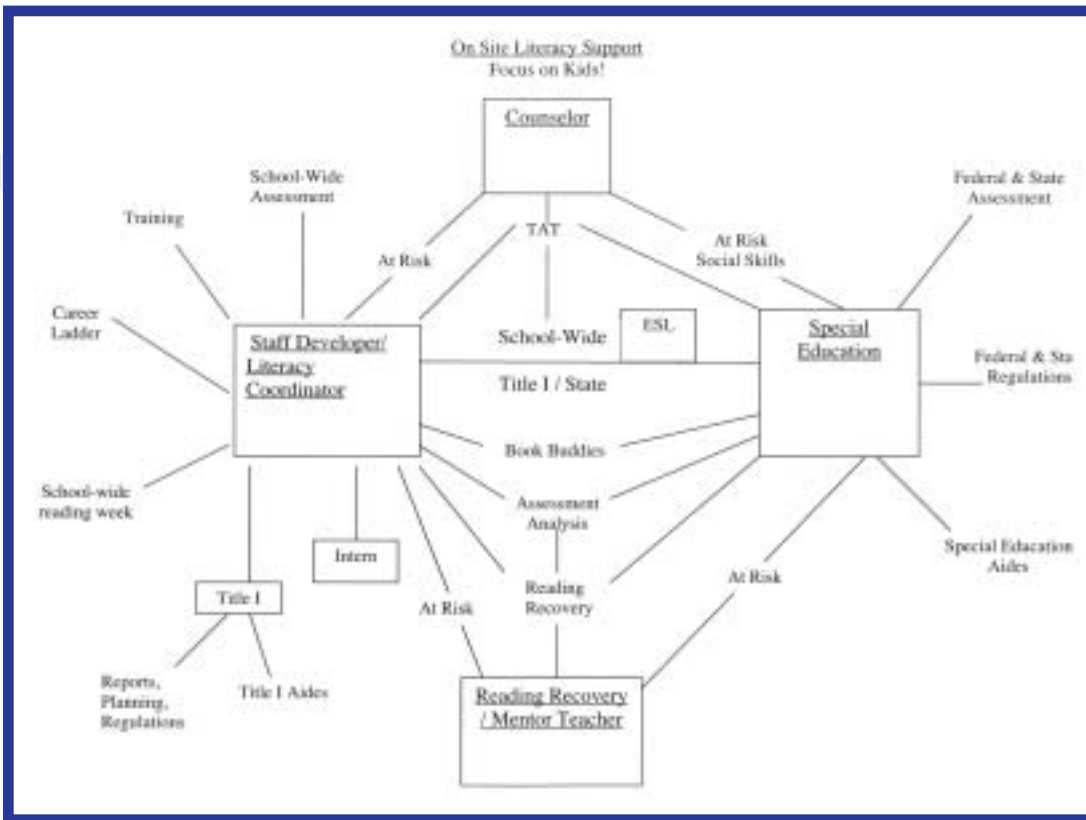 On Site Literacy Support
Focus on Kids!
Counselor
School-Wide
Assessment
Federal & State
Assessment
Training
TAT
At Risk
At Risk
Social Skills
Career
Ladder
Staff Developer/
Literacy
Coordinator
School-Wide
ESL
Title I / State
Special
Education
Federal & Sta
Regulations
Book Buddies
School-wide
reading week
Assessment
Analysis
Intern
Special Education
Aides
Title I
At Risk
Reading
Recovery
At Risk
Reports,
Planning,
Regulations
Title I Aides
Reading Recovery
/ Mentor Teacher